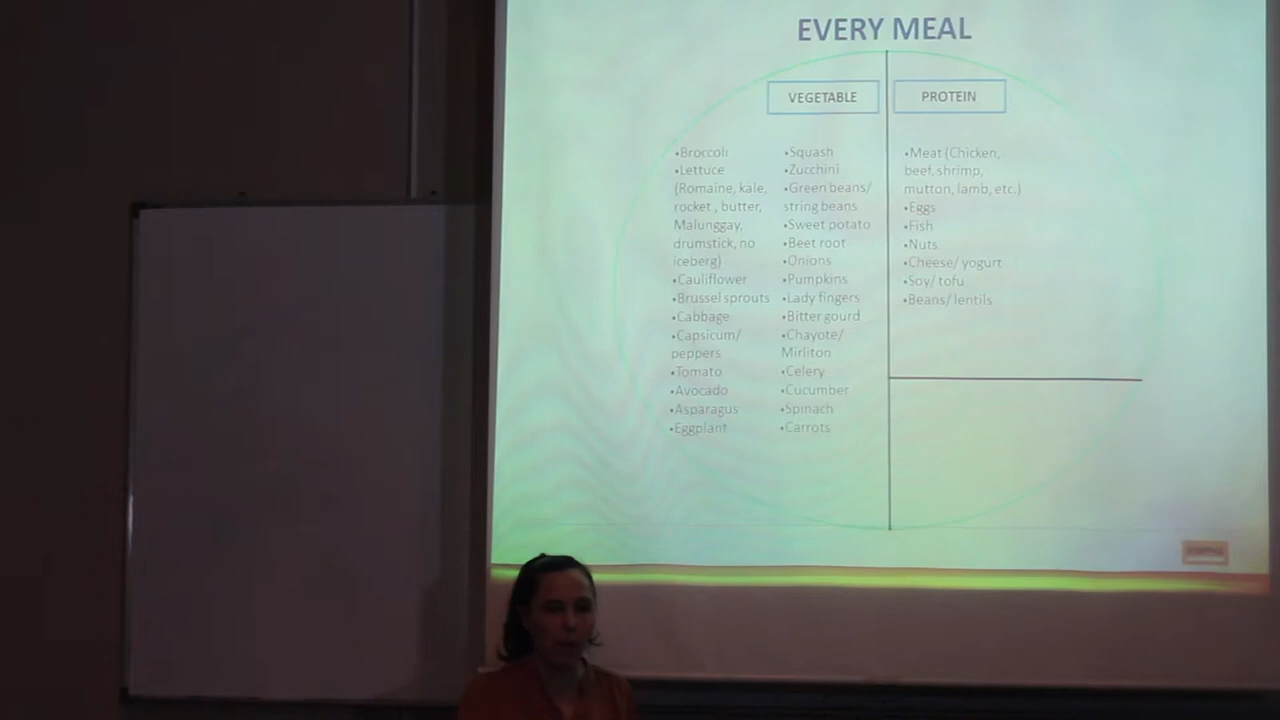 EVERY MEAL
VEGETABLE
•Broccoli
•Lettuce
(Romaine, kale,
rocket , butter,
Malunggay,
drumstick, no
iceberg)
•Cauliflower
•Brussel sprouts
•Cabbage
•Capsicum/
peppers
•Tomato
•Avocado
•Asparagus
•Eggplant
•Squash
•Zucchini
•Green beans/
string beans
•Sweet potato
•Beet root
•Onions
•Pumpkins
•Lady fingers
•Bitter gourd
•Chayote/
Mirliton
•Celery
•Cucumber
•Spinach
•Carrots
PROTEIN
•Meat (Chicken,
beef, shrimp,
mutton, lamb, etc.)
•Eggs
•Fish
•Nuts
•Cheese/ yogurt
•Soy/ tofu
•Beans/ lentils